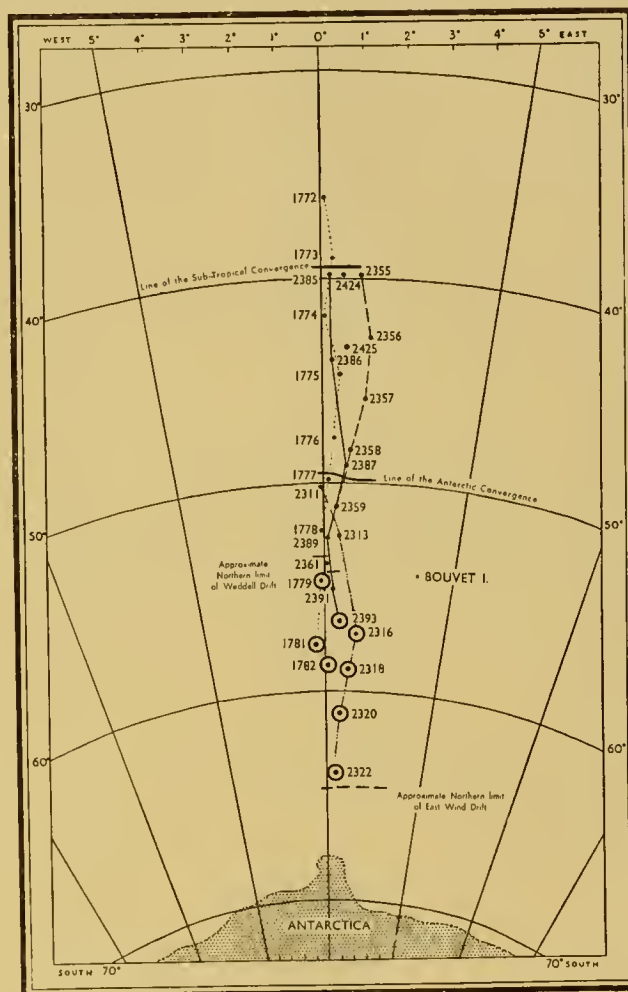 WEST 5° 4° 3° 2° 1° 0° 1° 2° 3° 4° 5° EAST
30° 30°
1772
1773
Line of the Sub-Tropical Convergence
2385 2424 2355
1774
40° 40°
2356
2425
2386
1775
2357
1776
2358
2387
1777
Line of the Antarctic Convergence
2311
2359
1778 2313
50° 50°
2389
Approximate
Northern limit
of Weddell Drift
2361
1779
BOUVET I.
2391
2393
2316
1781
1782 2318
2320
60° 60°
2322
Approximate Northern limit
of East Wind Drift
ANTARCTICA
SOUTH 70° 70° SOUTH